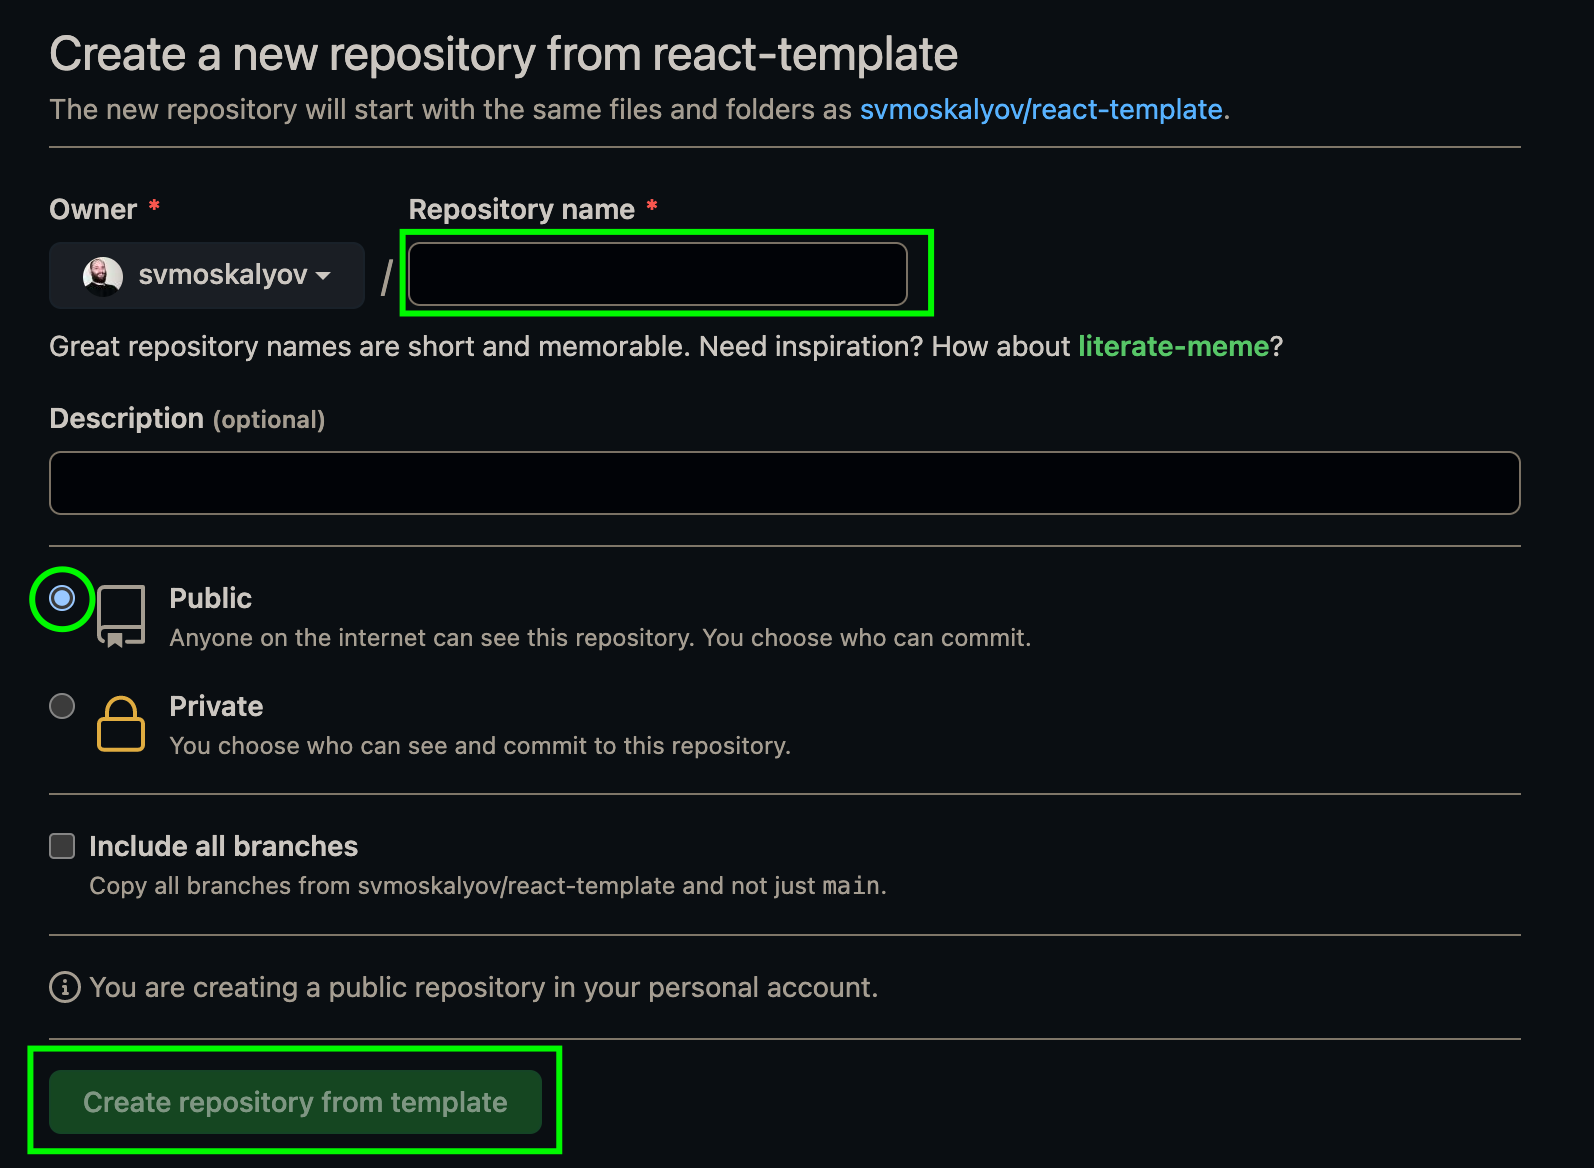 Create a new repository from react-template
The new repository will start with the same files and folders as svmoskalyov/react-template.
Owner * Repository name *
svmoskalyov /
Great repository names are short and memorable. Need inspiration? How about literate-meme?
Description (optional)
Public
Anyone on the internet can see this repository. You choose who can commit.
Private
You choose who can see and commit to this repository.
Include all branches
Copy all branches from svmoskalyov/react-template and not just main.
You are creating a public repository in your personal account.
Create repository from template